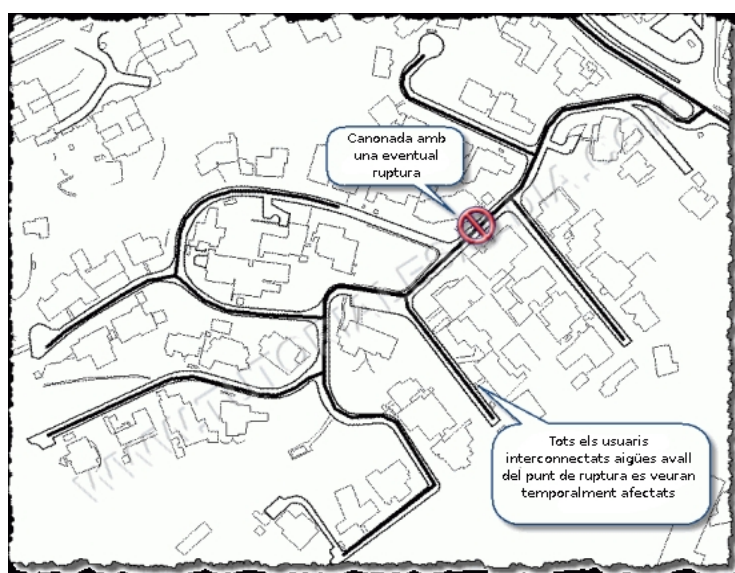 Canonada amb
una eventual
ruptura
Tots els usuaris
interconnectats aigües avall
del punt de ruptura es veuran
temporalment afectats